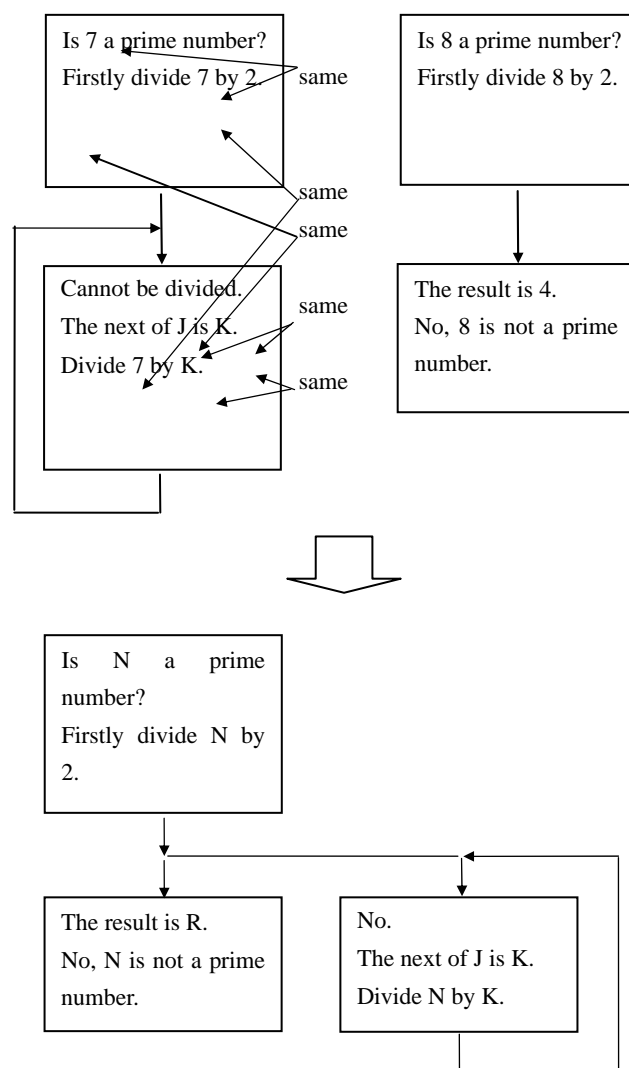 Is 7 a prime number?
Firstly divide 7 by 2.
same
same
same
Cannot be divided.
The next of J is K.
Divide 7 by K.
same
same
Is 8 a prime number?
Firstly divide 8 by 2.
The result is 4.
No, 8 is not a prime
number.
Is N a prime
number?
Firstly divide N by
2.
The result is R.
No, N is not a prime
number.
No.
The next of J is K.
Divide N by K.